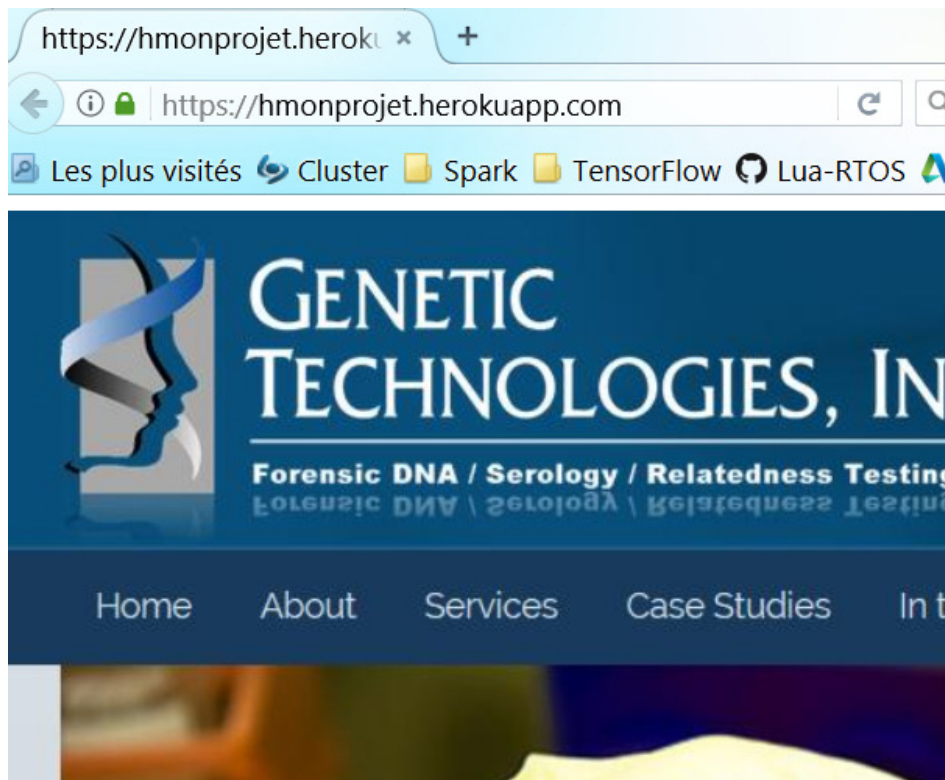 https://hmonprojet.heroku
https://hmonprojet.herokuapp.com
Les plus visités Cluster Spark TensorFlow Lua-RTOS
GENETIC
TECHNOLOGIES, IN
Forensic DNA / Serology / Relatedness Testing
Home About Services Case Studies In t